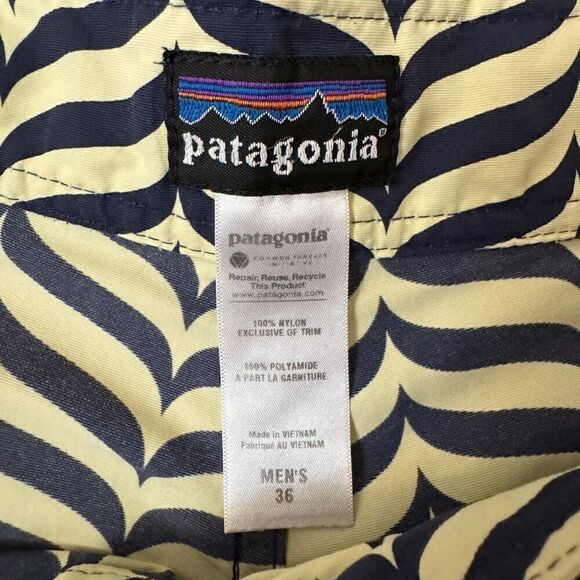 patagonia®
patagonia®
COMMON THREADS
INITIATIVE
Repair, Reuse, Recycle
This Product
www.patagonia.com
100% NYLON
EXCLUSIVE OF TRIM
100% POLYAMIDE
À PART LA GARNITURE
Made in VIETNAM
Fabriqué AU VIETNAM
MEN'S
36